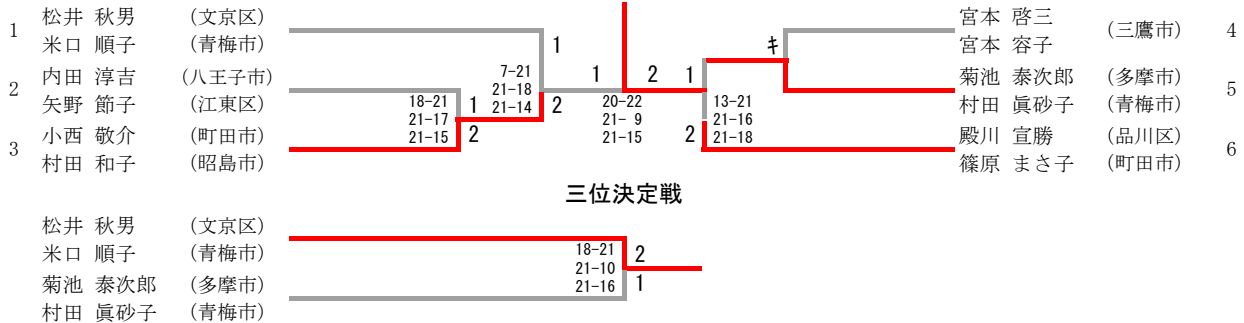 1
松井 秋男 (文京区)
米口 順子 (青梅市)
2
内田 淳吉 (八王子市)
矢野 節子 (江東区)
3
小西 敬介 (町田市)
村田 和子 (昭島市)
18-21
21-17
21-15
1
2
7-21
21-18
21-14
1
2
1
2
20-22
21- 9
21-15
1
2
13-21
21-16
21-18
キ
宮本 啓三
宮本 容子
(三鷹市)
4
菊池 泰次郎 (多摩市)
村田 眞砂子 (青梅市)
5
殿川 宣勝 (品川区)
篠原 まさ子 (町田市)
6
三位決定戦
松井 秋男 (文京区)
米口 順子 (青梅市)
菊池 泰次郎 (多摩市)
村田 眞砂子 (青梅市)
18-21
21-10
21-16
2
1